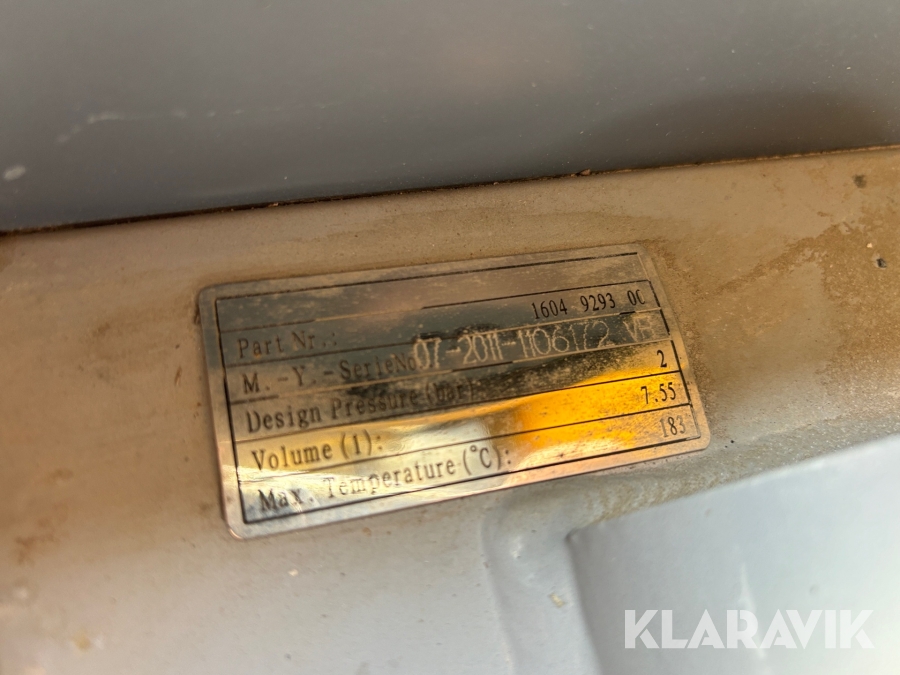 Part Nr.: 1604 9293 00
M.-Y.-SerieNo 07-2011-1106172 VB
Design Pressure(bar): 2
Volume(l): 7.55
Max. Temperature(°C): 183
KLARAVIK